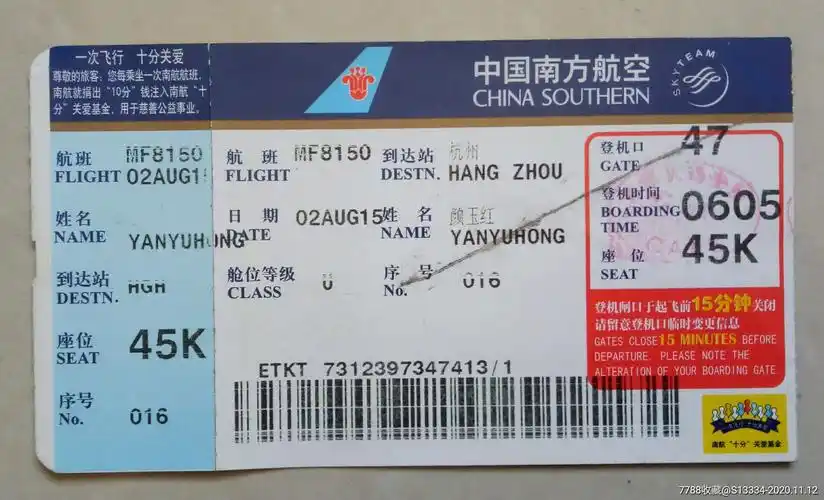 一次飞行 十分关爱
尊敬的旅客：您每乘坐一次南航航班，
南航就捐出“10分”钱注入南航“十
分”关爱基金，用于慈善公益事业。
中国南方航空
CHINA SOUTHERN
SKYTEAM
航班 MF8150
FLIGHT 02AUG1
姓名
NAME YANYUHONG
到达站
DESTN. HGH
座位
SEAT 45K
序号
No. 016
航 班 MF8150 到达站 杭州
FLIGHT DESTN. HANG ZHOU
日 期 02AUG15 姓 名 颜玉红
DATE NAME YANYUHONG
舱位等级 U 序 号 016
CLASS No.
ETKT 7312397347413/1
登机口 47
GATE
登机时间
BOARDING 0605
TIME
座 位 45K
SEAT
登机闸口于起飞前15分钟关闭
请留意登机口临时变更信息
GATES CLOSE 15 MINUTES BEFORE
DEPARTURE. PLEASE NOTE THE
ALTERATION OF YOUR BOARDING GATE
南航“十分”关爱基金
7788收藏@S13334-2020.11.12